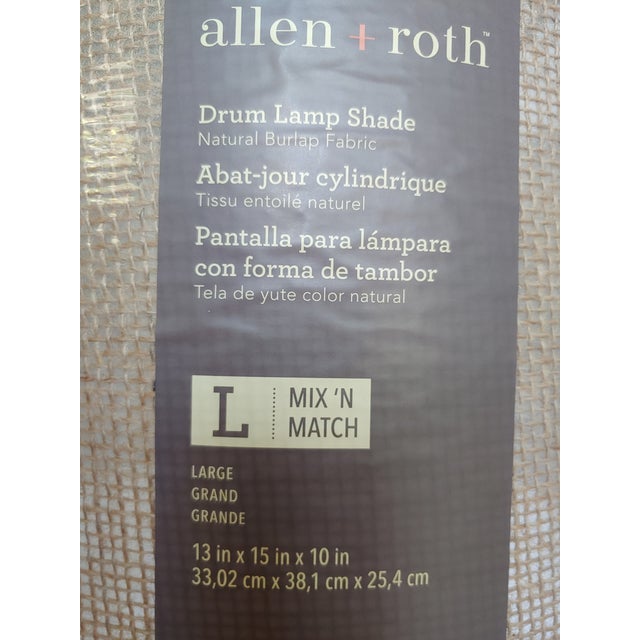 allen + roth™
Drum Lamp Shade
Natural Burlap Fabric
Abat-jour cylindrique
Tissu entoilé naturel
Pantalla para lámpara
con forma de tambor
Tela de yute color natural
L
MIX 'N
MATCH
LARGE
GRAND
GRANDE
13 in x 15 in x 10 in
33,02 cm x 38,1 cm x 25,4 cm